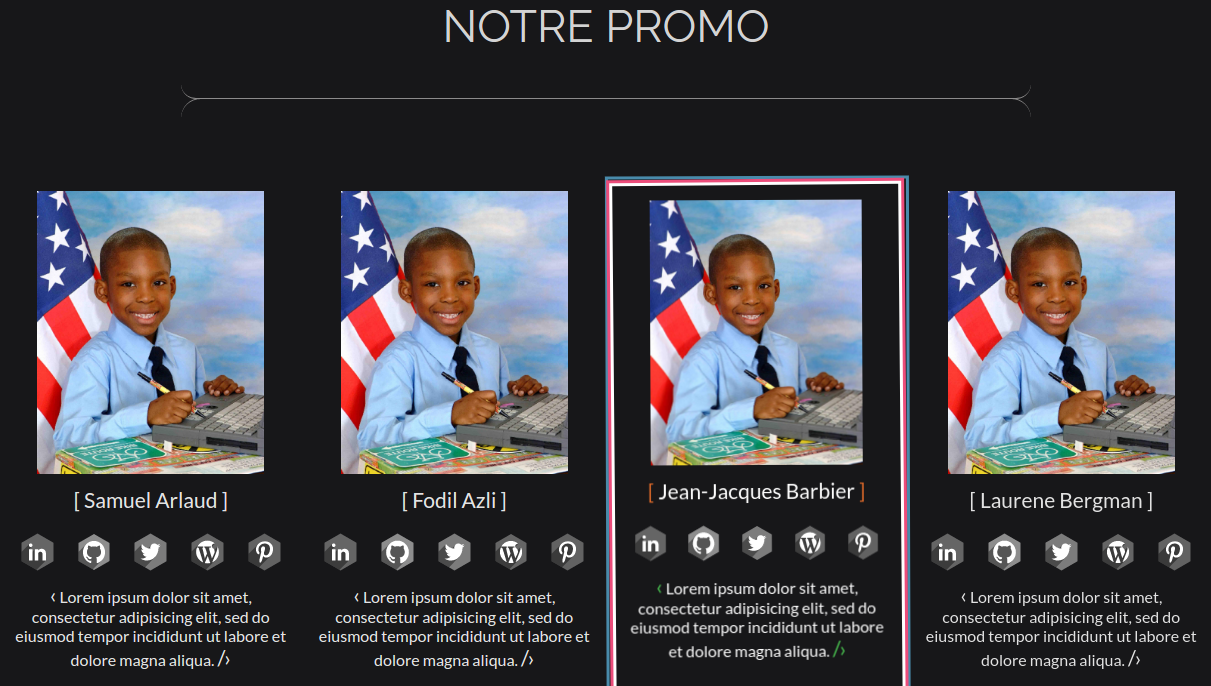 NOTRE PROMO
[ Samuel Arlaud ]
‹ Lorem ipsum dolor sit amet,
consectetur adipisicing elit, sed do
eiusmod tempor incididunt ut labore et
dolore magna aliqua. /›
[ Fodil Azli ]
‹ Lorem ipsum dolor sit amet,
consectetur adipisicing elit, sed do
eiusmod tempor incididunt ut labore et
dolore magna aliqua. /›
[ Jean-Jacques Barbier ]
‹ Lorem ipsum dolor sit amet,
consectetur adipisicing elit, sed do
eiusmod tempor incididunt ut labore
et dolore magna aliqua. /›
[ Laurene Bergman ]
‹ Lorem ipsum dolor sit amet,
consectetur adipisicing elit, sed do
eiusmod tempor incididunt ut labore et
dolore magna aliqua. /›